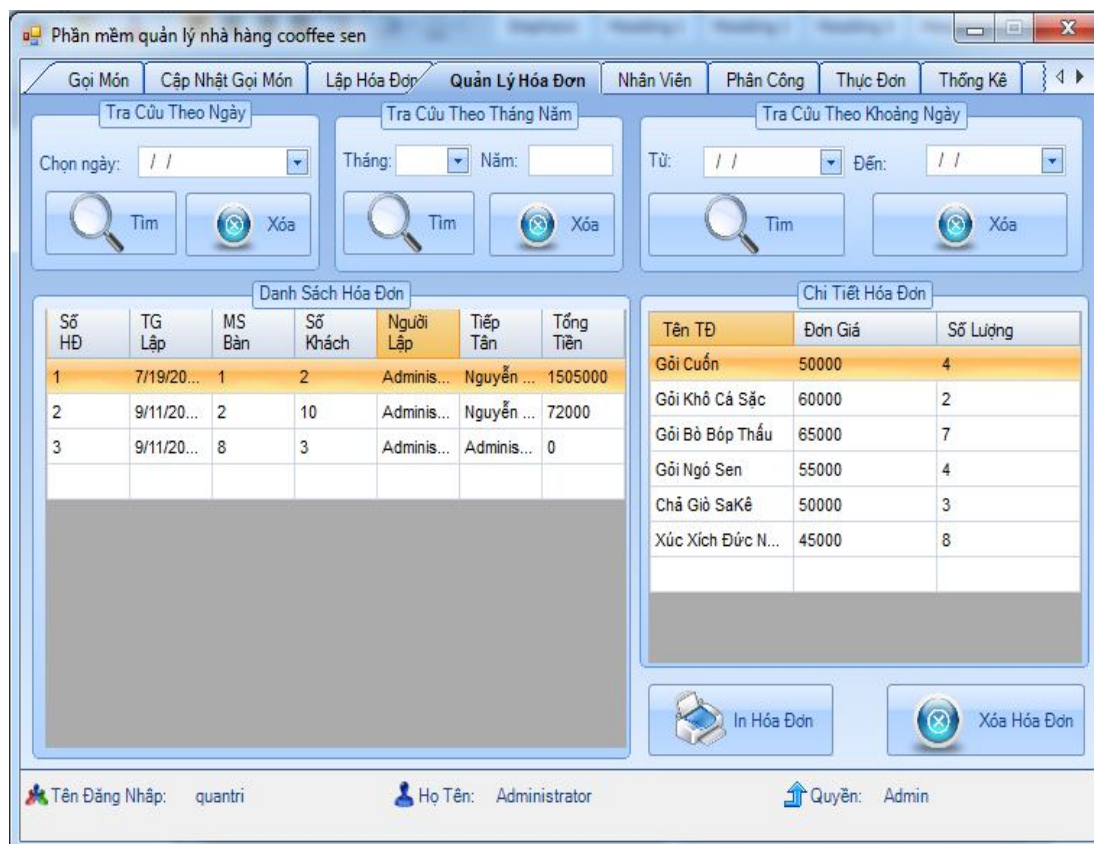 Phần mềm quản lý nhà hàng cooffee sen
Gọi Món Cập Nhật Gọi Món Lập Hóa Đơn Quản Lý Hóa Đơn Nhân Viên Phân Công Thực Đơn Thống Kê
Tra Cứu Theo Ngày Tra Cứu Theo Tháng Năm Tra Cứu Theo Khoảng Ngày
Chọn ngày: / / Tháng: Năm: Từ: / / Đến: / /
Tìm Xóa Tìm Xóa Tìm Xóa
Danh Sách Hóa Đơn Chi Tiết Hóa Đơn
Số HĐ TG Lập MS Bàn Số Khách Người Lập Tiếp Tân Tổng Tiền Tên TĐ Đơn Giá Số Lượng
1 7/19/20... 1 2 Adminis... Nguyễn ... 1505000 Gỏi Cuốn 50000 4
2 9/11/20... 2 10 Adminis... Nguyễn ... 72000 Gỏi Khô Cá Sặc 60000 2
3 9/11/20... 8 3 Adminis... Adminis... 0 Gỏi Bò Bóp Thấu 65000 7
Gỏi Ngó Sen 55000 4
Chả Giò SaKê 50000 3
Xúc Xích Đức N... 45000 8
In Hóa Đơn Xóa Hóa Đơn
Tên Đăng Nhâp: quantri Họ Tên: Administrator Quyền: Admin